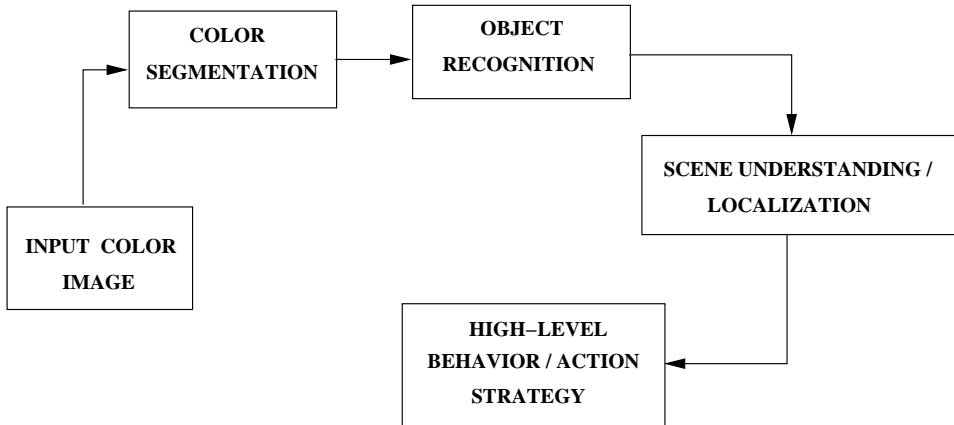 COLOR
SEGMENTATION
OBJECT
RECOGNITION
SCENE UNDERSTANDING /
LOCALIZATION
INPUT COLOR
IMAGE
HIGH–LEVEL
BEHAVIOR / ACTION
STRATEGY